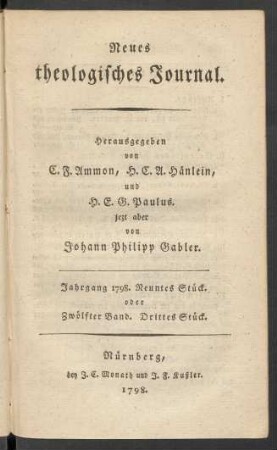 Neues
theologisches Journal.
Herausgegeben
von
C. F. Ammon, H. C. A. Hänlein,
und
H. E. G. Paulus.
jezt aber
von
Johann Philipp Gabler.
Jahrgang 1798. Neuntes Stück.
oder
Zwölfter Band. Drittes Stück.
Nürnberg,
bey J. C. Monath und J. F. Kußler.
1798.